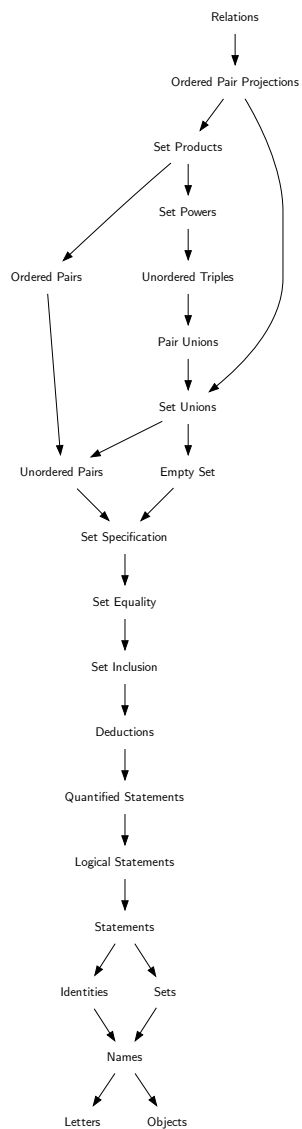 Relations
Ordered Pair Projections
Set Products
Set Powers
Ordered Pairs
Unordered Triples
Pair Unions
Set Unions
Unordered Pairs
Empty Set
Set Specification
Set Equality
Set Inclusion
Deductions
Quantified Statements
Logical Statements
Statements
Identities
Sets
Names
Letters
Objects